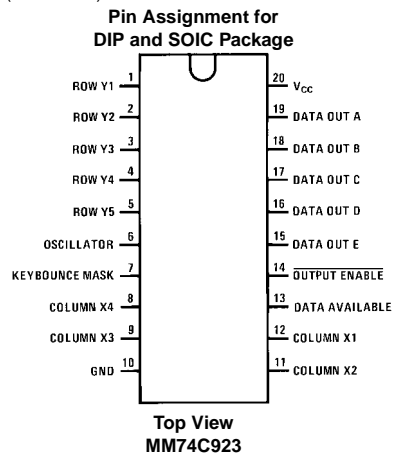 Pin Assignment for
DIP and SOIC Package
ROW Y1 1
ROW Y2 2
ROW Y3 3
ROW Y4 4
ROW Y5 5
OSCILLATOR 6
KEYBOUNCE MASK 7
COLUMN X4 8
COLUMN X3 9
GND 10
20 VCC
19 DATA OUT A
18 DATA OUT B
17 DATA OUT C
16 DATA OUT D
15 DATA OUT E
14 OUTPUT ENABLE
13 DATA AVAILABLE
12 COLUMN X1
11 COLUMN X2
Top View
MM74C923